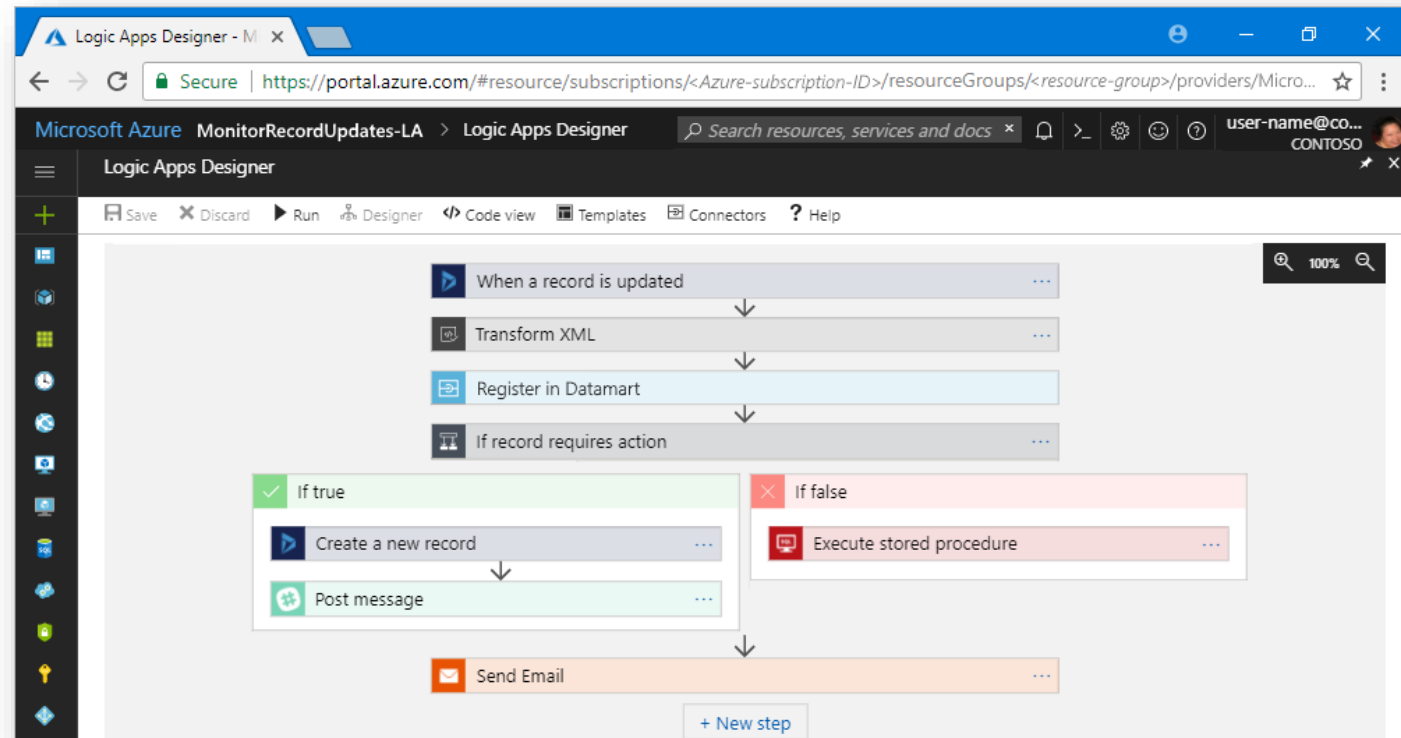 Logic Apps Designer - M
Secure | https://portal.azure.com/#resource/subscriptions/<Azure-subscription-ID>/resourceGroups/<resource-group>/providers/Micro...
Microsoft Azure MonitorRecordUpdates-LA > Logic Apps Designer Search resources, services and docs × >_ user-name@co...
CONTOSO
Logic Apps Designer
Save Discard Run Designer Code view Templates Connectors ? Help
100%
When a record is updated ...
Transform XML ...
Register in Datamart
If record requires action ...
If true
If false
Create a new record ...
Execute stored procedure ...
Post message ...
Send Email ...
+ New step